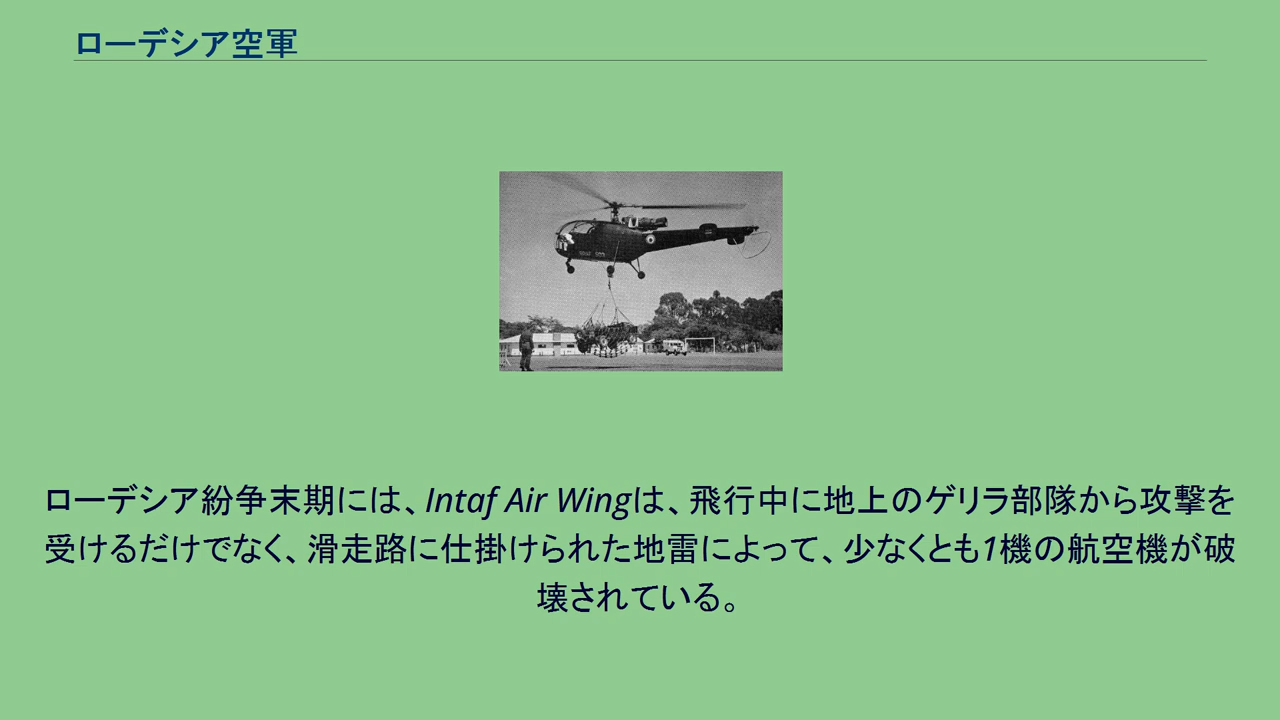 ローデシア空軍
ローデシア紛争末期には、Intaf Air Wingは、飛行中に地上のゲリラ部隊から攻撃を
受けるだけでなく、滑走路に仕掛けられた地雷によって、少なくとも1機の航空機が破
壊されている。